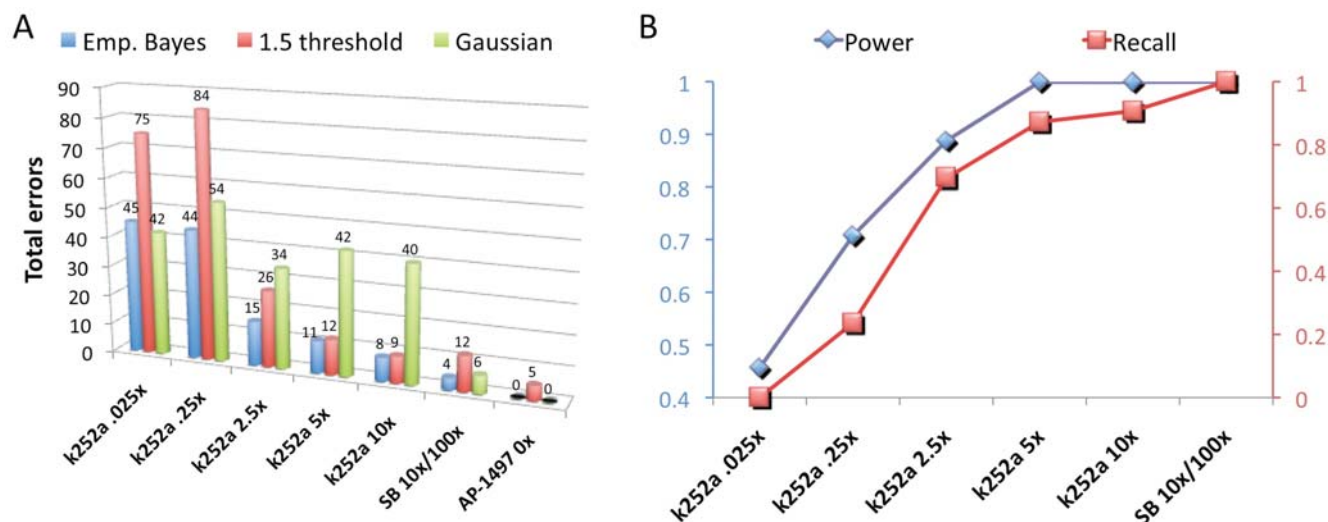 A
Emp. Bayes 1.5 threshold Gaussian
Total errors
90
80
70
60
50
40
30
20
10
0
45 75 42
44 84 54
15 26 34
11 12 42
8 9 40
4 12 6
0 5 0
k252a .025x
k252a .25x
k252a 2.5x
k252a 5x
k252a 10x
SB 10x/100x
AP-1497 0x
B
Power Recall
1
0.9
0.8
0.7
0.6
0.5
0.4
1
0.8
0.6
0.4
0.2
0
k252a .025x
k252a .25x
k252a 2.5x
k252a 5x
k252a 10x
SB 10x/100x